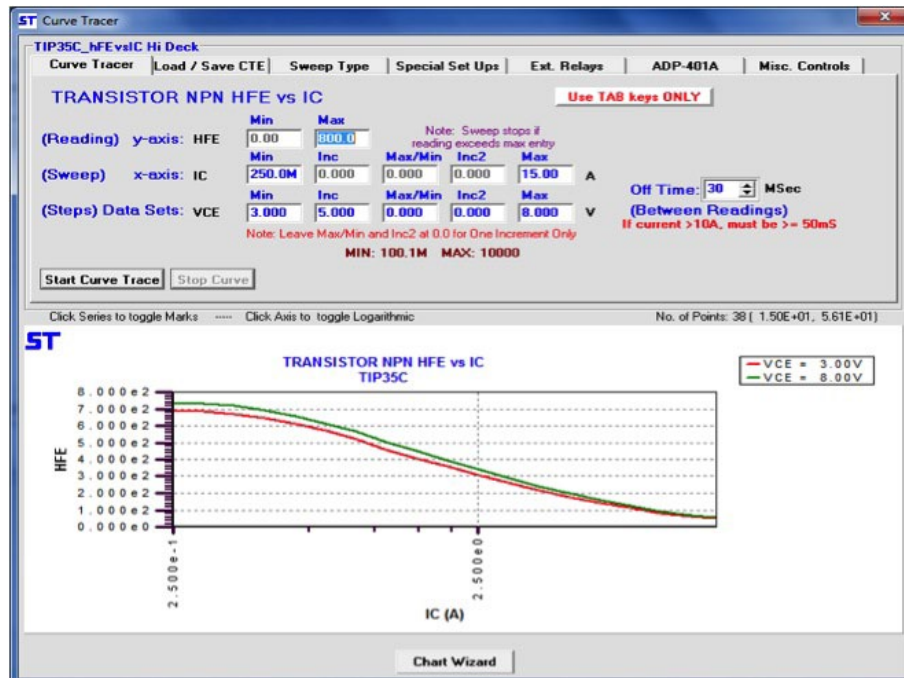 ST Curve Tracer
TIP35C_hFEvsIC Hi Deck
Curve Tracer Load / Save CTE Sweep Type Special Set Ups Ext. Relays ADP-401A Misc. Controls
TRANSISTOR NPN HFE vs IC
Use TAB keys ONLY
Min Max
(Reading) y-axis: HFE 0.00 800.0
Note: Sweep stops if
reading exceeds max entry
Min Inc Max/Min Inc2 Max
(Sweep) x-axis: IC 250.0M 0.000 0.000 0.000 15.00 A
Min Inc Max/Min Inc2 Max
(Steps) Data Sets: VCE 3.000 5.000 0.000 0.000 8.000 V
Off Time: 30 MSec
(Between Readings)
If current >10A, must be >= 50mS
Note: Leave Max/Min and Inc2 at 0.0 for One Increment Only
MIN: 100.1M MAX: 10000
Start Curve Trace Stop Curve
Click Series to toggle Marks ----- Click Axis to toggle Logarithmic
No. of Points: 38 ( 1.50E+01, 5.61E+01)
ST
TRANSISTOR NPN HFE vs IC
TIP35C
VCE = 3.00V
VCE = 8.00V
8.000e2
7.000e2
6.000e2
5.000e2
4.000e2
3.000e2
2.000e2
1.000e2
0.000e0
HFE
2.500e-1
2.500e0
IC (A)
Chart Wizard